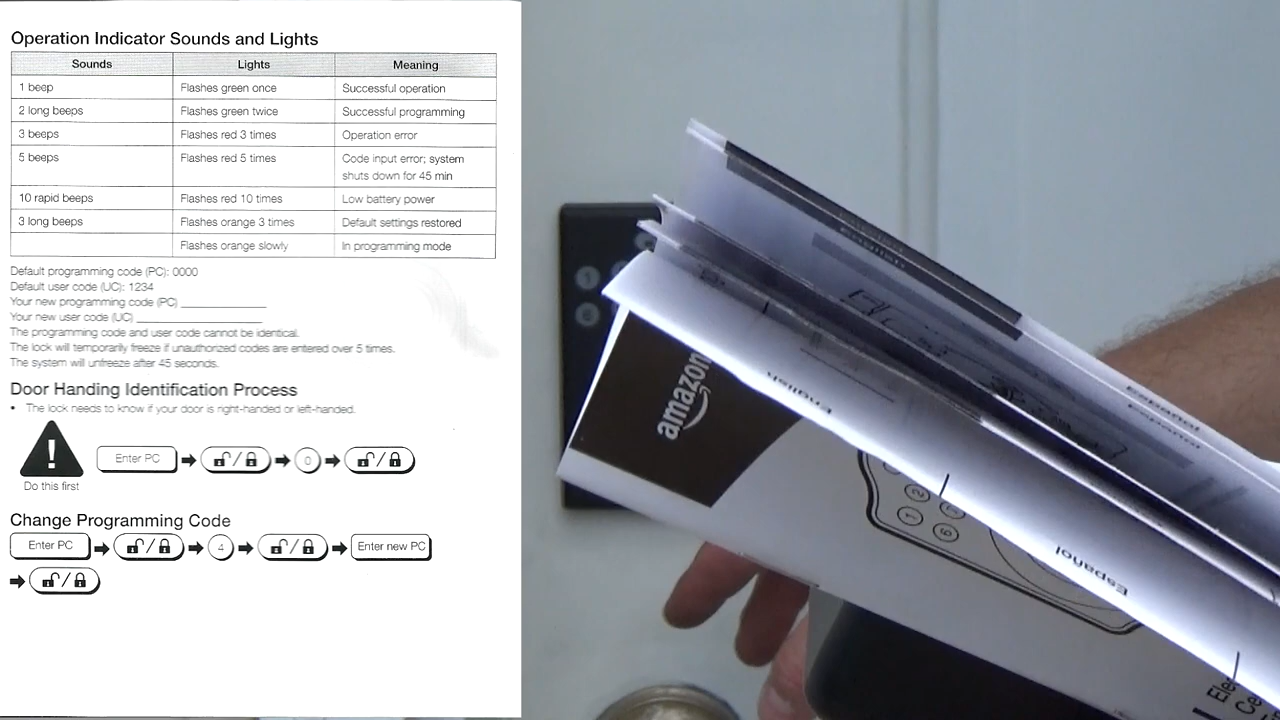 Operation Indicator Sounds and Lights
Sounds Lights Meaning
1 beep Flashes green once Successful operation
2 long beeps Flashes green twice Successful programming
3 beeps Flashes red 3 times Operation error
5 beeps Flashes red 5 times Code input error; system shuts down for 45 min
10 rapid beeps Flashes red 10 times Low battery power
3 long beeps Flashes orange 3 times Default settings restored
Flashes orange slowly In programming mode
Default programming code (PC): 0000
Default user code (UC): 1234
Your new programming code (PC)
Your new user code (UC)
The programming code and user code cannot be identical.
The lock will temporarily freeze if unauthorized codes are entered over 5 times.
The system will unfreeze after 45 seconds.
Door Handing Identification Process
• The lock needs to know if your door is right-handed or left-handed.
! Enter PC 0
Do this first
Change Programming Code
Enter PC 4 Enter new PC
English
Español
Español
amazon
English
Español
1 2 6 7